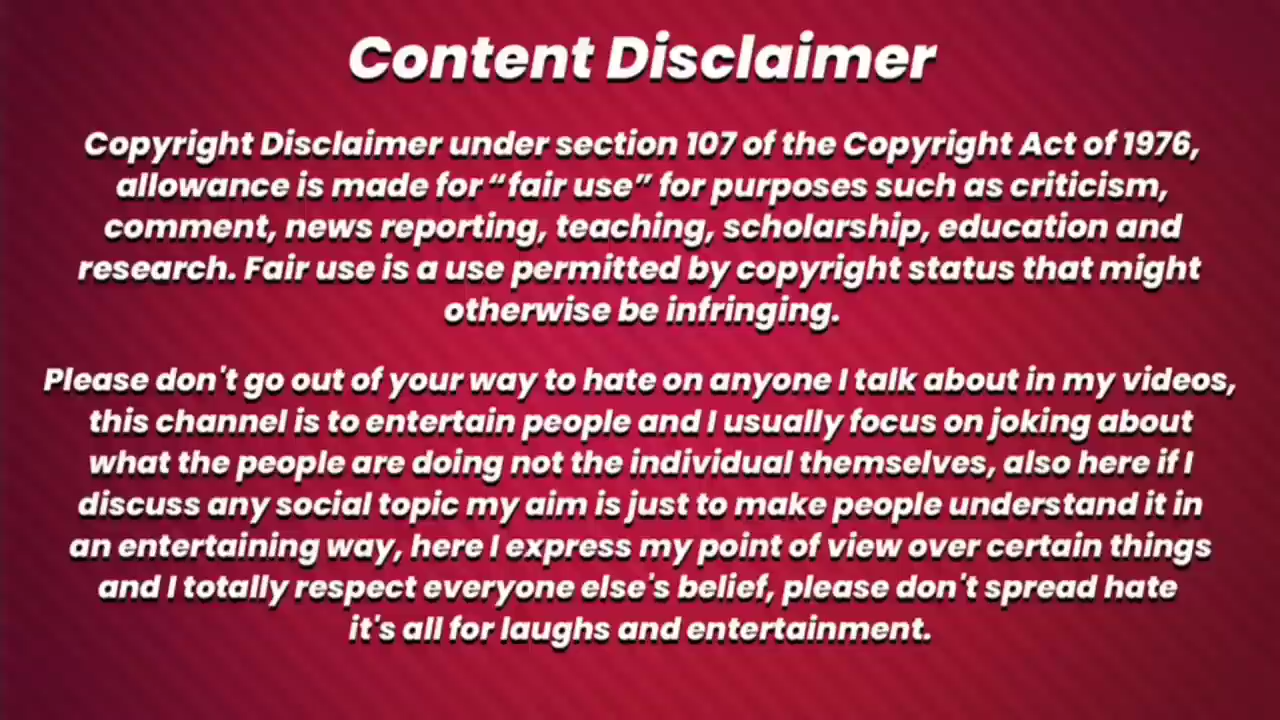 Content Disclaimer
Copyright Disclaimer under section 107 of the Copyright Act of 1976,
allowance is made for “fair use” for purposes such as criticism,
comment, news reporting, teaching, scholarship, education and
research. Fair use is a use permitted by copyright status that might
otherwise be infringing.
Please don't go out of your way to hate on anyone I talk about in my videos,
this channel is to entertain people and I usually focus on joking about
what the people are doing not the individual themselves, also here if I
discuss any social topic my aim is just to make people understand it in
an entertaining way, here I express my point of view over certain things
and I totally respect everyone else's belief, please don't spread hate
it's all for laughs and entertainment.